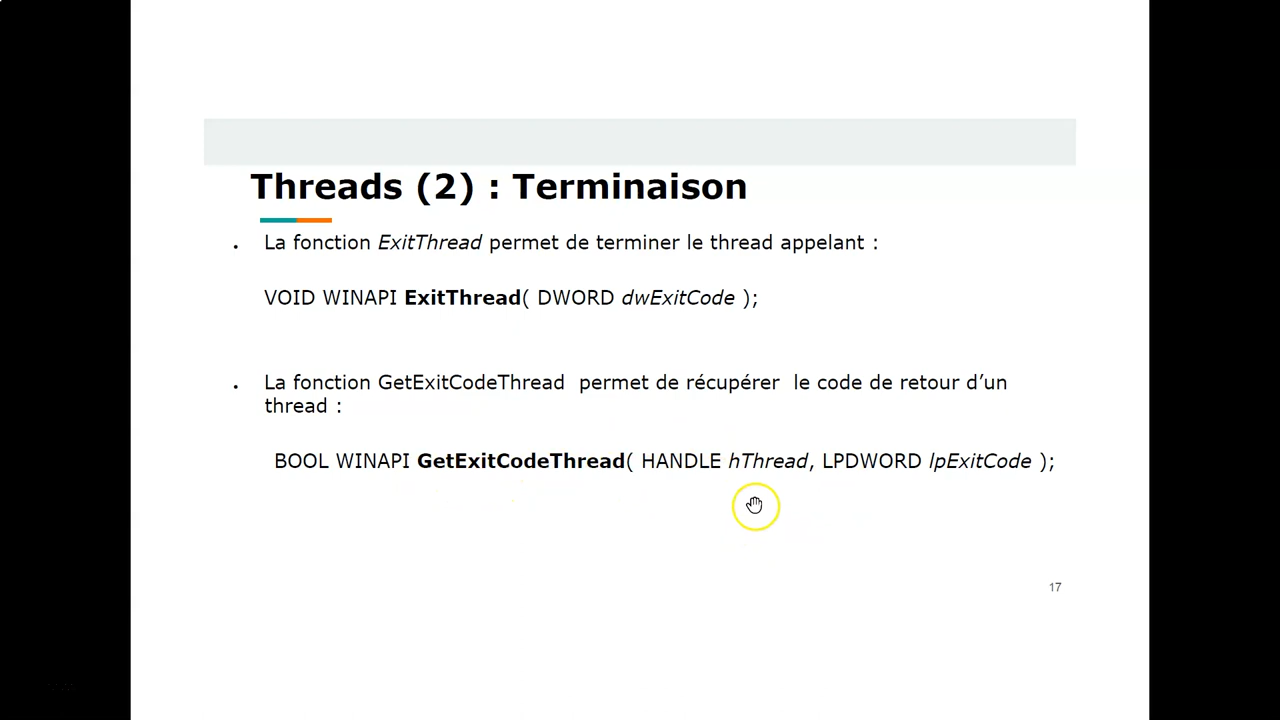 Threads (2) : Terminaison
• La fonction ExitThread permet de terminer le thread appelant :
VOID WINAPI ExitThread( DWORD dwExitCode );
• La fonction GetExitCodeThread permet de récupérer le code de retour d’un
thread :
BOOL WINAPI GetExitCodeThread( HANDLE hThread, LPDWORD lpExitCode );
17